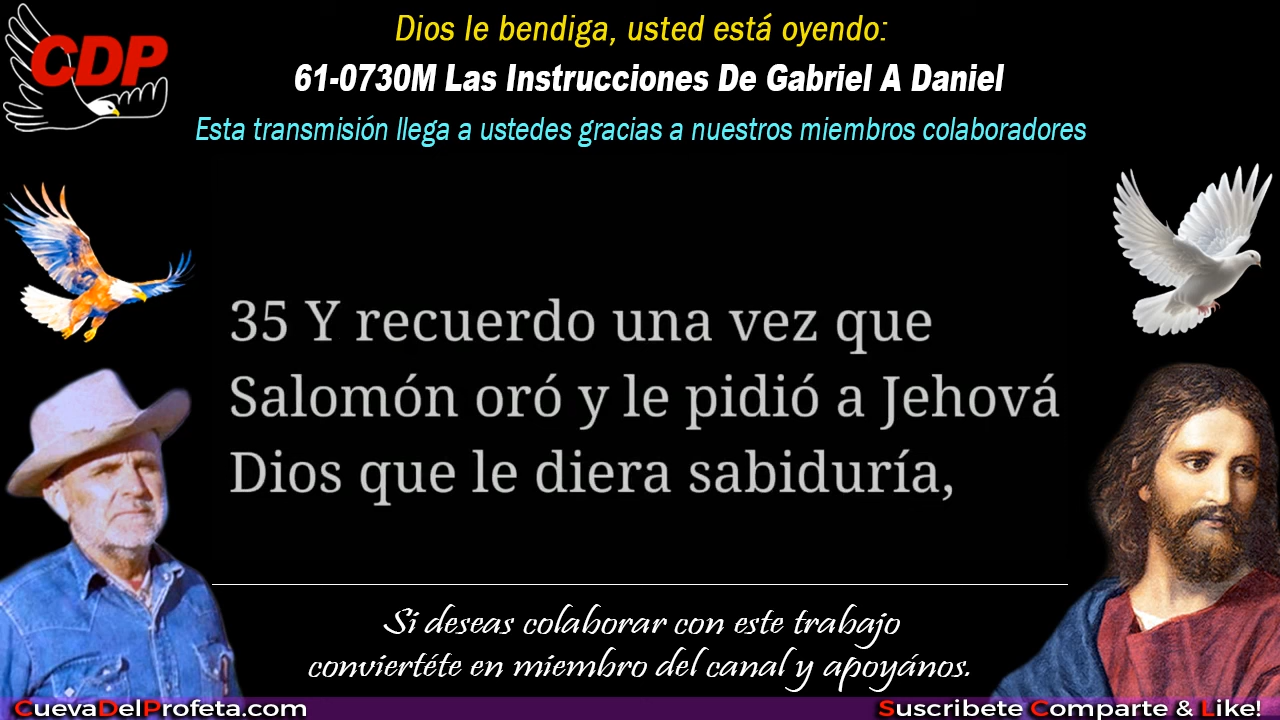 CDP
Dios le bendiga, usted está oyendo:
61-0730M Las Instrucciones De Gabriel A Daniel
Esta transmisión llega a ustedes gracias a nuestros miembros colaboradores
35 Y recuerdo una vez que
Salomón oró y le pidió a Jehová
Dios que le diera sabiduría,
Si deseas colaborar con este trabajo
conviertéte en miembro del canal y apoyános.
CuevaDelProfeta.com
Suscribete Comparte & Like!